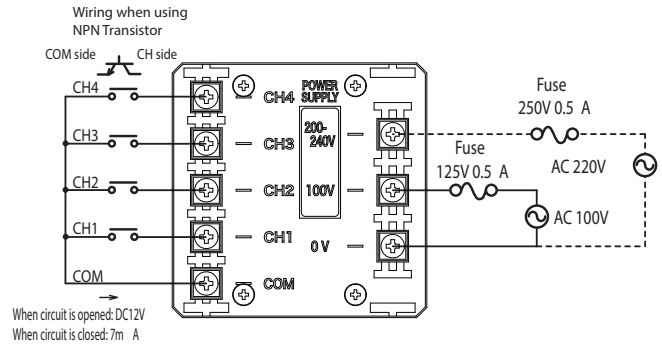 Wiring when using
NPN Transistor
COM side
CH side
CH4
CH3
CH2
CH1
COM
When circuit is opened: DC12V
When circuit is closed: 7m A
CH4
CH3
CH2
CH1
COM
POWER
SUPPLY
200-
240V
100V
0 V
Fuse
250V 0.5 A
Fuse
125V 0.5 A
AC 220V
AC 100V